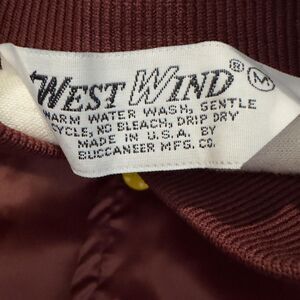 WEST WIND ® M
WARM WATER WASH, GENTLE
CYCLE, NO BLEACH, DRIP DRY
MADE IN U.S.A. BY
BUCCANEER MFG. CO.